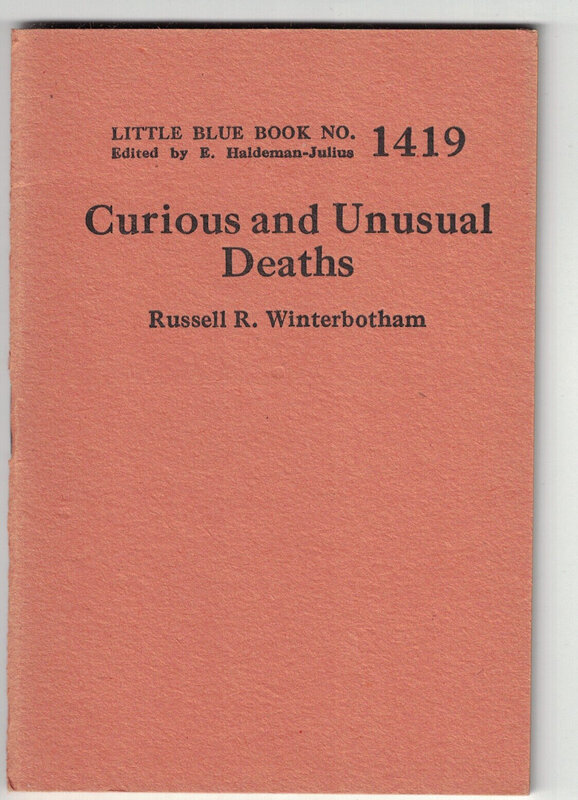 LITTLE BLUE BOOK NO. 1419
Edited by E. Haldeman-Julius
Curious and Unusual
Deaths
Russell R. Winterbotham